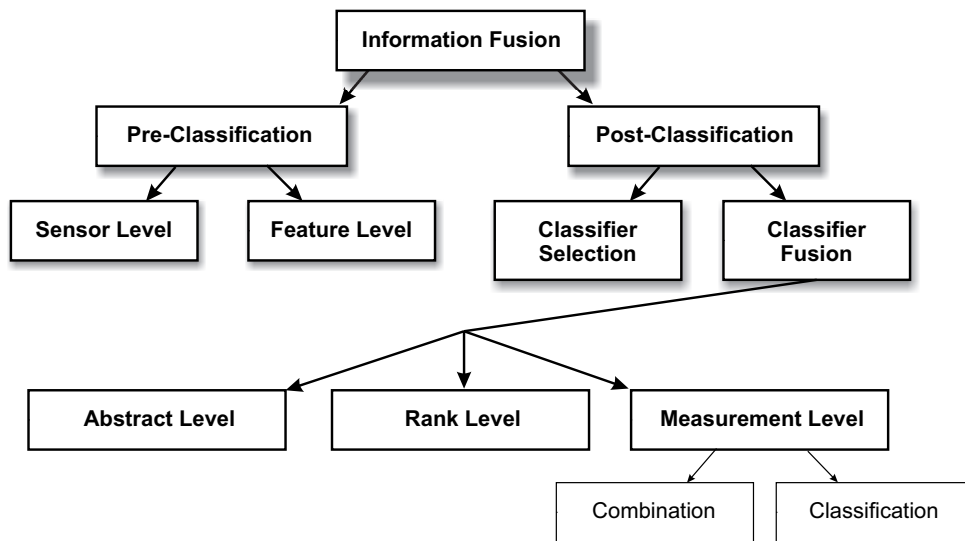 Information Fusion
Pre-Classification
Post-Classification
Sensor Level
Feature Level
Classifier
Selection
Classifier
Fusion
Abstract Level
Rank Level
Measurement Level
Combination
Classification